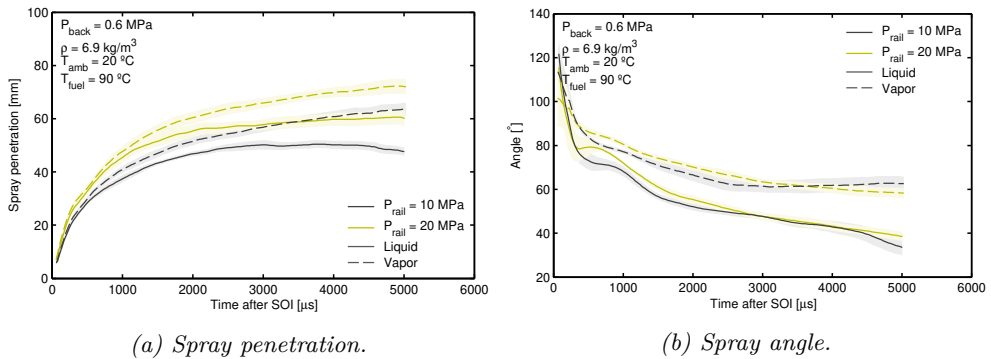 100
80
60
40
20
0
Spray penetration [mm]
P_back = 0.6 MPa
ρ = 6.9 kg/m³
T_amb = 20 ºC
T_fuel = 90 ºC
P_rail = 10 MPa
P_rail = 20 MPa
Liquid
Vapor
0 1000 2000 3000 4000 5000 6000
Time after SOI [µs]
(a) Spray penetration.
140
120
100
80
60
40
20
Angle [°]
P_back = 0.6 MPa
ρ = 6.9 kg/m³
T_amb = 20 ºC
T_fuel = 90 ºC
P_rail = 10 MPa
P_rail = 20 MPa
Liquid
Vapor
0 1000 2000 3000 4000 5000 6000
Time after SOI [µs]
(b) Spray angle.